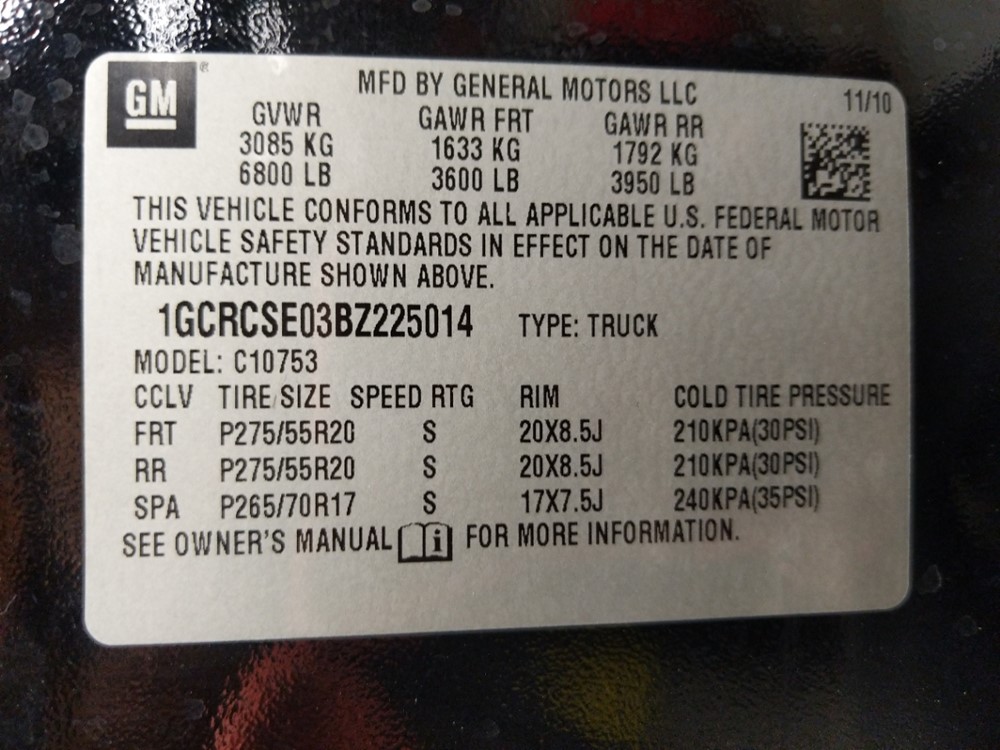 GM ®
MFD BY GENERAL MOTORS LLC
11/10
GVWR GAWR FRT GAWR RR
3085 KG 1633 KG 1792 KG
6800 LB 3600 LB 3950 LB
THIS VEHICLE CONFORMS TO ALL APPLICABLE U.S. FEDERAL MOTOR
VEHICLE SAFETY STANDARDS IN EFFECT ON THE DATE OF
MANUFACTURE SHOWN ABOVE.
1GCRCSE03BZ225014 TYPE: TRUCK
MODEL: C10753
CCLV TIRE SIZE SPEED RTG RIM COLD TIRE PRESSURE
FRT P275/55R20 S 20X8.5J 210KPA(30PSI)
RR P275/55R20 S 20X8.5J 210KPA(30PSI)
SPA P265/70R17 S 17X7.5J 240KPA(35PSI)
SEE OWNER'S MANUAL i FOR MORE INFORMATION.